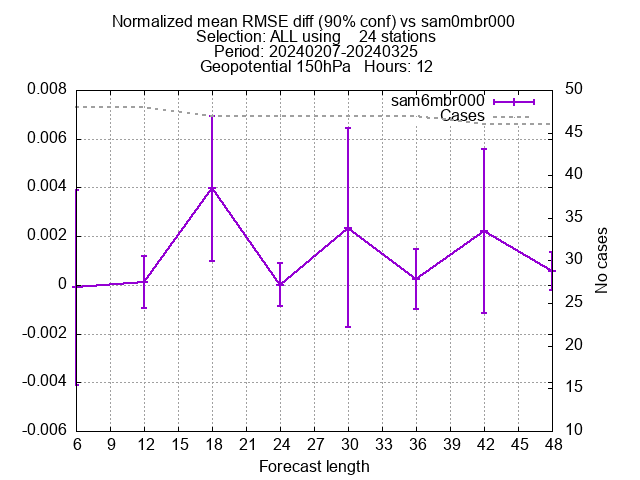 Normalized mean RMSE diff (90% conf) vs sam0mbr000
Selection: ALL using    24 stations
Period: 20240207-20240325
Geopotential 150hPa   Hours: 12
sam6mbr000
Cases
0.008
0.006
0.004
0.002
0
-0.002
-0.004
-0.006
50
45
40
35
30
25
20
15
10
No cases
6 9 12 15 18 21 24 27 30 33 36 39 42 45 48
Forecast length